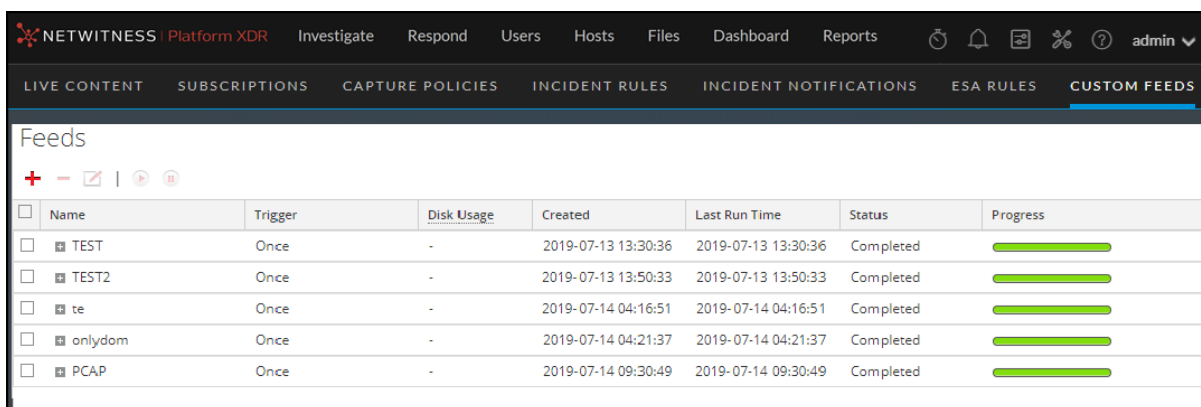 NETWITNESS Platform XDR Investigate Respond Users Hosts Files Dashboard Reports admin
LIVE CONTENT SUBSCRIPTIONS CAPTURE POLICIES INCIDENT RULES INCIDENT NOTIFICATIONS ESA RULES CUSTOM FEEDS
Feeds
Name Trigger Disk Usage Created Last Run Time Status Progress
TEST Once - 2019-07-13 13:30:36 2019-07-13 13:30:36 Completed
TEST2 Once - 2019-07-13 13:50:33 2019-07-13 13:50:33 Completed
te Once - 2019-07-14 04:16:51 2019-07-14 04:16:51 Completed
onlydom Once - 2019-07-14 04:21:37 2019-07-14 04:21:37 Completed
PCAP Once - 2019-07-14 09:30:49 2019-07-14 09:30:49 Completed